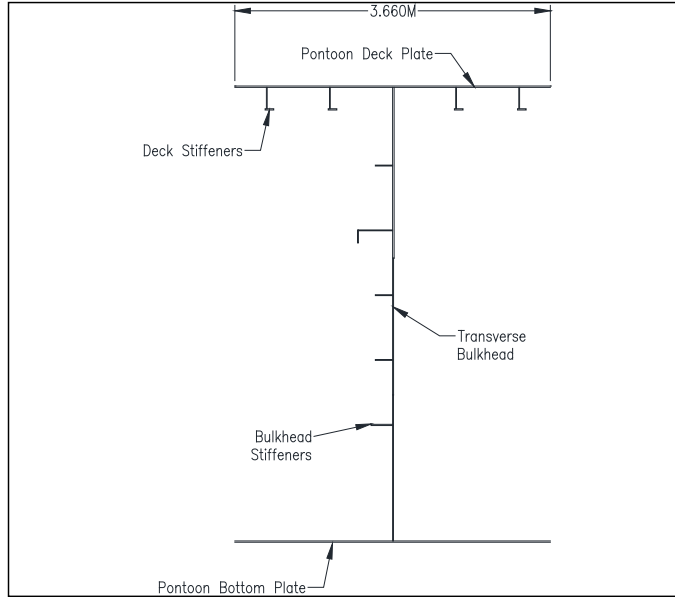 3.660M
Pontoon Deck Plate
Deck Stiffeners
Transverse
Bulkhead
Bulkhead
Stiffeners
Pontoon Bottom Plate